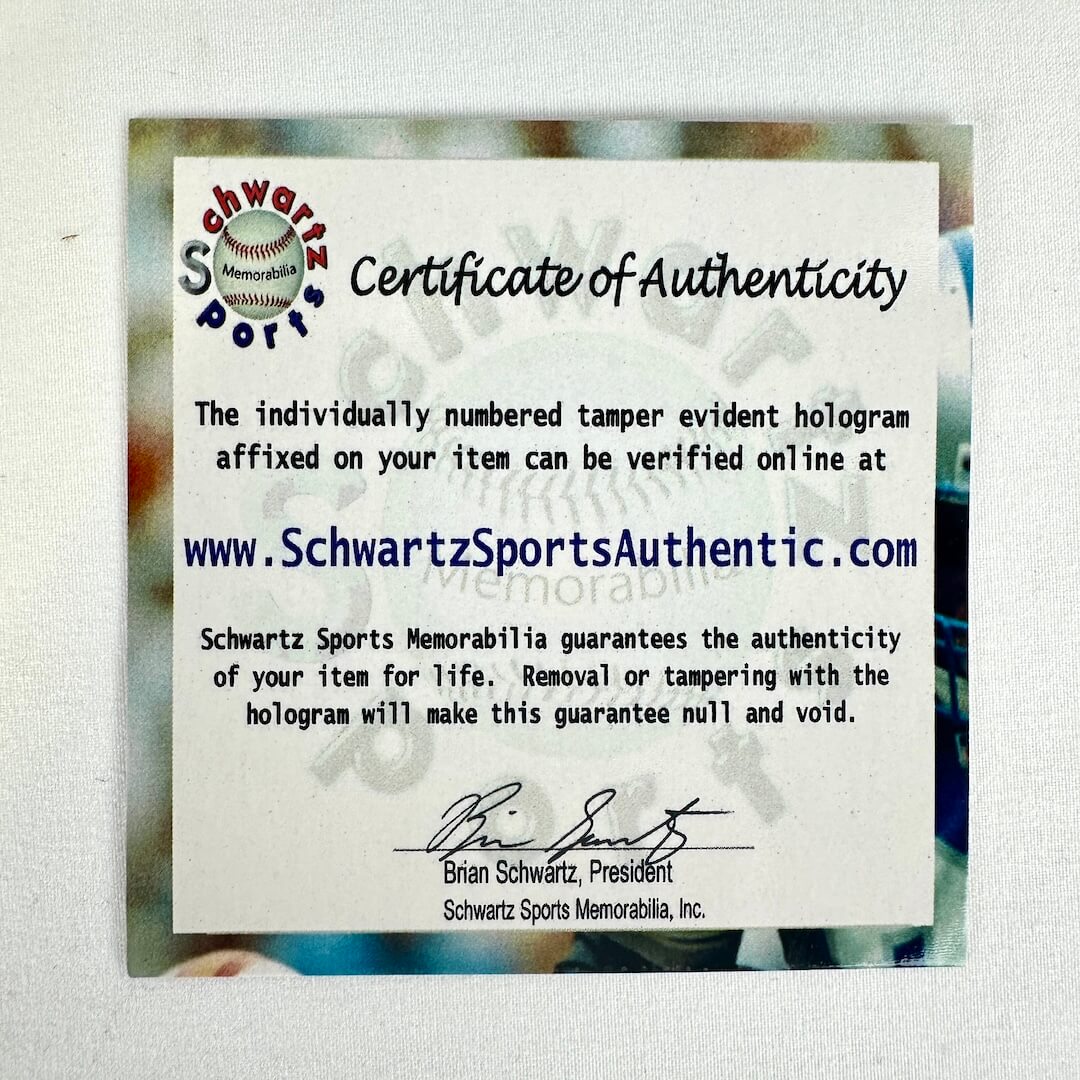 Schwartz
Sports
Memorabilia
Certificate of Authenticity
The individually numbered tamper evident hologram
affixed on your item can be verified online at
www.SchwartzSportsAuthentic.com
Schwartz Sports Memorabilia guarantees the authenticity
of your item for life. Removal or tampering with the
hologram will make this guarantee null and void.
Brian Schwartz
Brian Schwartz, President
Schwartz Sports Memorabilia, Inc.